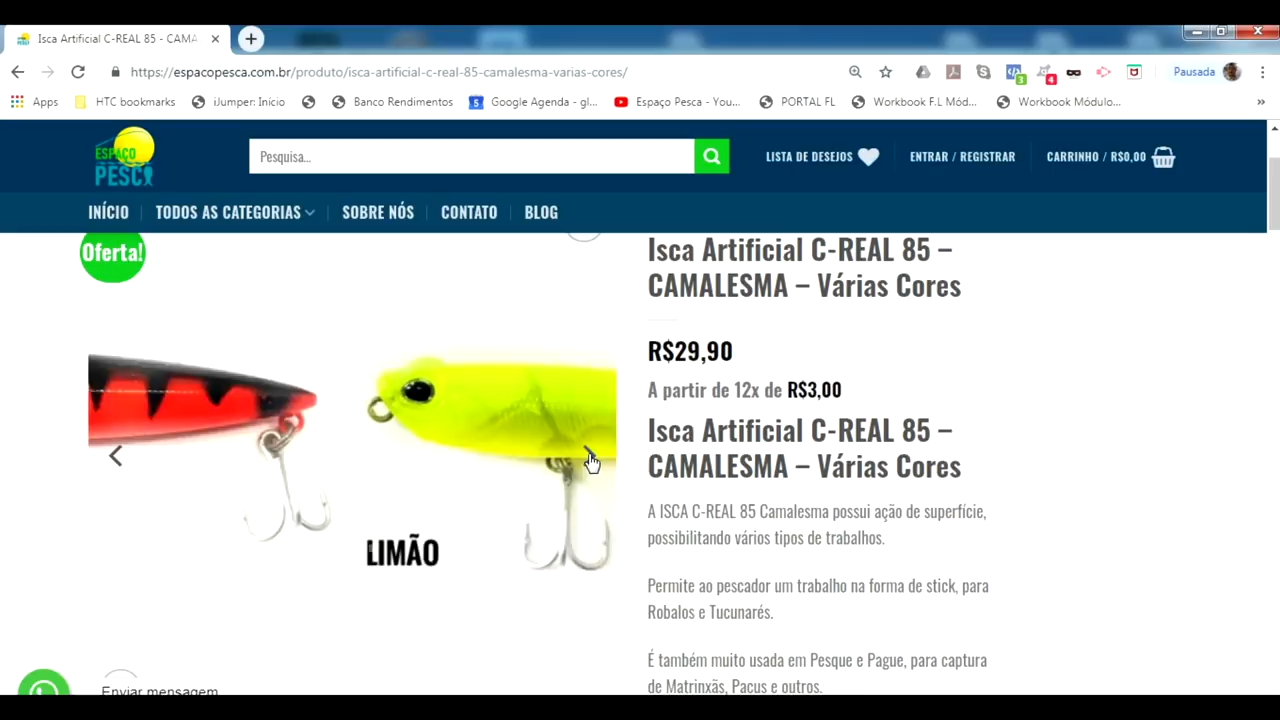 Isca Artificial C-REAL 85 - CAMA
https://espacopesca.com.br/produto/isca-artificial-c-real-85-camalesma-varias-cores/
Pausada
Apps
HTC bookmarks
iJumper: Início
Banco Rendimentos
Google Agenda - gl...
Espaço Pesca - You...
PORTAL FL
Workbook F.L Mód...
Workbook Módulo...
»
ESPAÇO
PESCA
Pesquisa...
LISTA DE DESEJOS
ENTRAR / REGISTRAR
CARRINHO / R$0,00
INÍCIO
TODOS AS CATEGORIAS
SOBRE NÓS
CONTATO
BLOG
Oferta!
LIMÃO
Isca Artificial C-REAL 85 –
CAMALESMA – Várias Cores
R$29,90
A partir de 12x de R$3,00
Isca Artificial C-REAL 85 –
CAMALESMA – Várias Cores
A ISCA C-REAL 85 Camalesma possui ação de superfície,
possibilitando vários tipos de trabalhos.
Permite ao pescador um trabalho na forma de stick, para
Robalos e Tucunarés.
É também muito usada em Pesque e Pague, para captura
de Matrinxãs, Pacus e outros.
Enviar mensagem